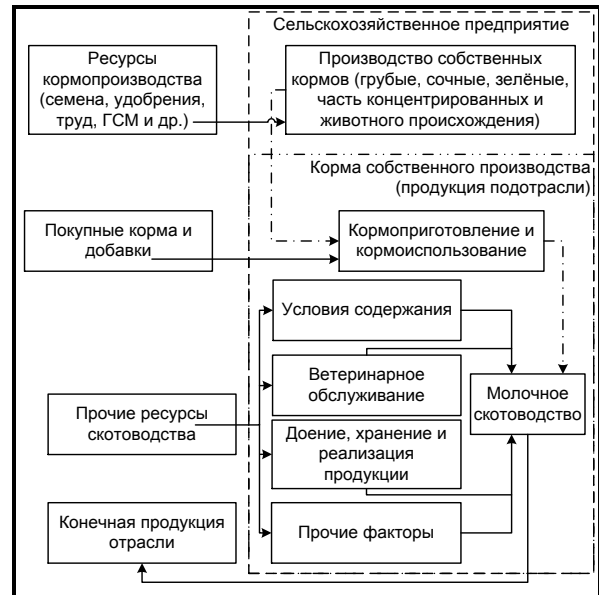 Сельскохозяйственное предприятие
Ресурсы
кормопроизводства
(семена, удобрения,
труд, ГСМ и др.)
Производство собственных
кормов (грубые, сочные, зелёные,
часть концентрированных и
животного происхождения)
Корма собственного производства
(продукция подотрасли)
Покупные корма и
добавки
Кормоприготовление и
кормоиспользование
Условия содержания
Ветеринарное
обслуживание
Молочное
скотоводство
Прочие ресурсы
скотоводства
Доение, хранение и
реализация
продукции
Конечная продукция
отрасли
Прочие факторы